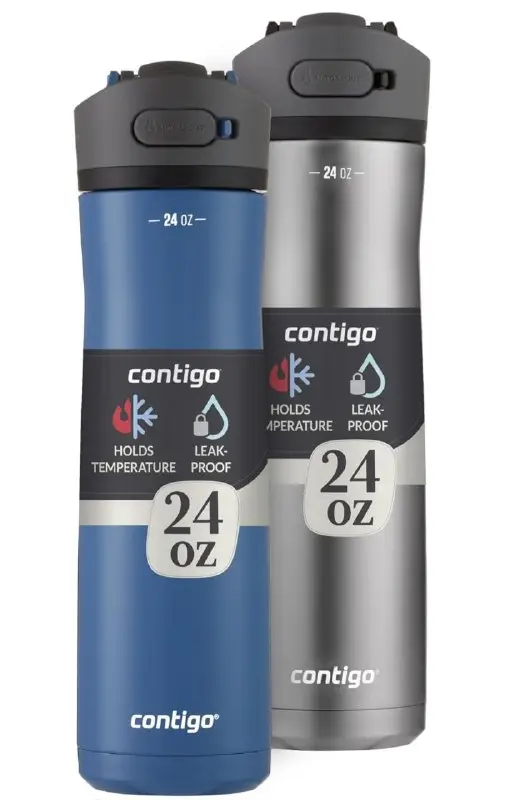 — 24 OZ —
contigo
HOLDS
TEMPERATURE
LEAK-
PROOF
24
OZ
contigo®
— 24 OZ —
contigo
HOLDS
MPERATURE
LEAK-
PROOF
24
OZ
contigo®